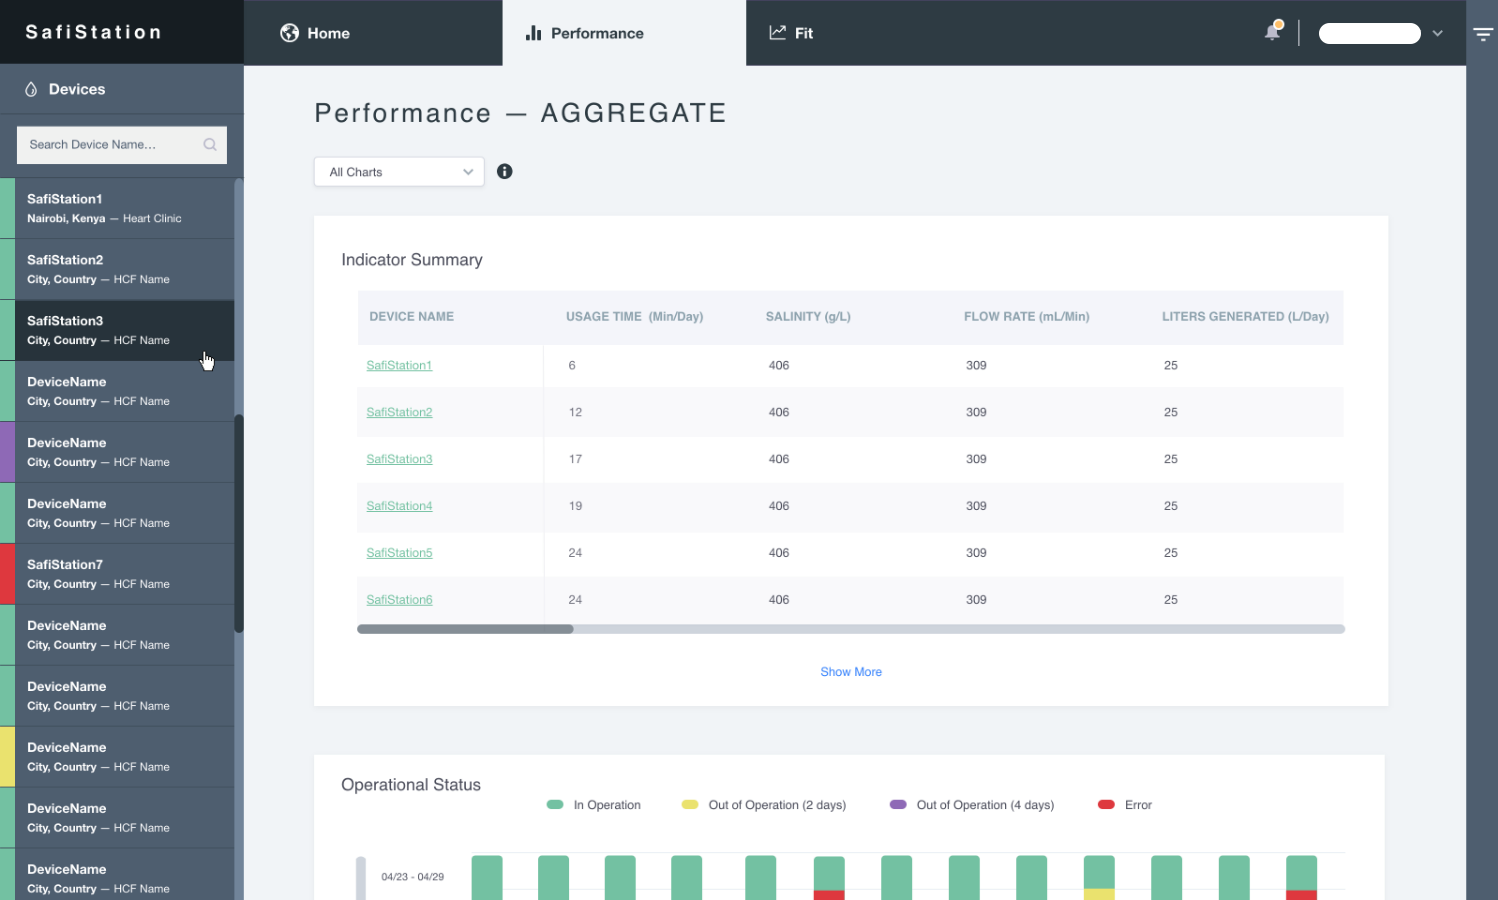 SafiStation
Home
Performance
Fit
Devices
Search Device Name...
SafiStation1
Nairobi, Kenya — Heart Clinic
SafiStation2
City, Country — HCF Name
SafiStation3
City, Country — HCF Name
DeviceName
City, Country — HCF Name
DeviceName
City, Country — HCF Name
DeviceName
City, Country — HCF Name
SafiStation7
City, Country — HCF Name
DeviceName
City, Country — HCF Name
DeviceName
City, Country — HCF Name
DeviceName
City, Country — HCF Name
DeviceName
City, Country — HCF Name
DeviceName
City, Country — HCF Name
Performance — AGGREGATE
All Charts
Indicator Summary
DEVICE NAME USAGE TIME (Min/Day) SALINITY (g/L) FLOW RATE (mL/Min) LITERS GENERATED (L/Day)
SafiStation1 6 406 309 25
SafiStation2 12 406 309 25
SafiStation3 17 406 309 25
SafiStation4 19 406 309 25
SafiStation5 24 406 309 25
SafiStation6 24 406 309 25
Show More
Operational Status
In Operation Out of Operation (2 days) Out of Operation (4 days) Error
04/23 - 04/29